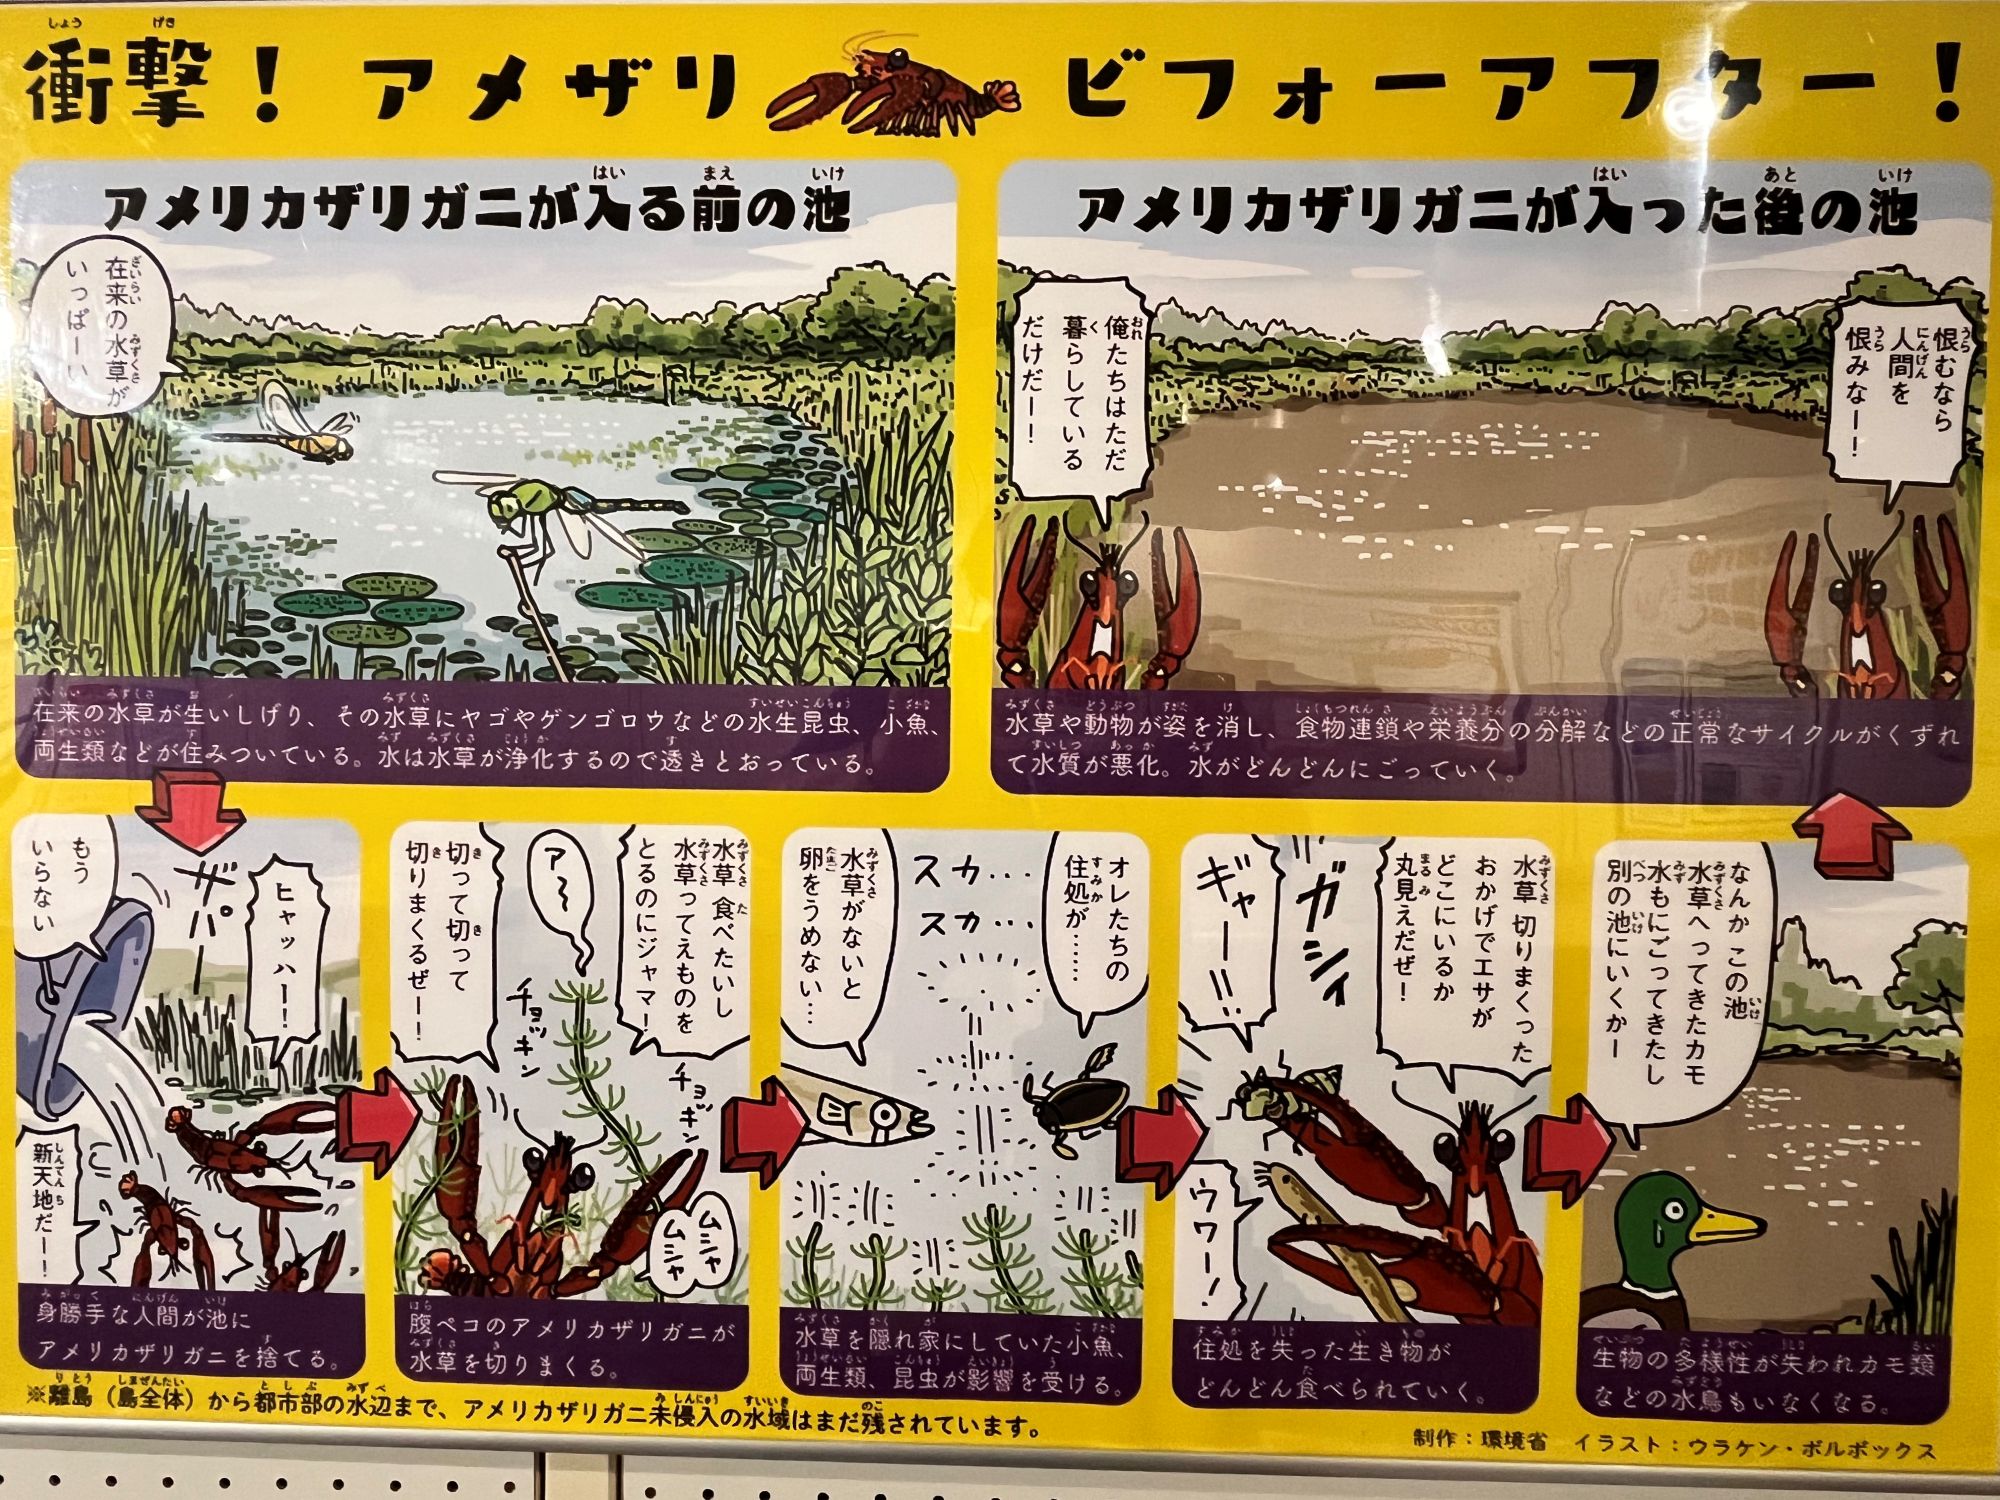 衝撃！アメザリ ビフォーアフター！
アメリカザリガニが入る前の池
在来の水草が
いっぱーい
在来の水草が生いしげり、その水草にヤゴやゲンゴロウなどの水生昆虫、小魚、
両生類などが住みついている。水は水草が浄化するので透きとおっている。
アメリカザリガニが入った後の池
俺たちはただ
暮らしている
だけだーー！
恨むなら
人間を
恨みなー！
水草や動物が姿を消し、食物連鎖や栄養分の分解などの正常なサイクルがくずれ
て水質が悪化。水がどんどんにごっていく。
もう
いらない
ザパー
ヒャッハー！
新天地だー！
身勝手な人間が池に
アメリカザリガニを捨てる。
水草 食べたいし
水草ってえものを
とるのにジャマ！
ア〜
切って切って
切りまくるぜー！
チョッキン
チョッギン
ムシャ
ムシャ
腹ペコのアメリカザリガニが
水草を切りまくる。
オレたちの
住処が……
スカ…
スカ…
水草がないと
卵をうめない…
水草を隠れ家にしていた小魚、
両生類、昆虫が影響を受ける。
水草 切りまくった
おかげでエサが
どこにいるか
丸見えだぜ！
ガシィ
ギャー！！
ウワー！
住処を失った生き物が
どんどん食べられていく。
なんか この池
水草へってきたカモ
水もにごってきたし
別の池にいくかー
生物の多様性が失われカモ類
などの水鳥もいなくなる。
※離島（島全体）から都市部の水辺まで、アメリカザリガニ未侵入の水域はまだ残されています。
制作：環境省 イラスト：ウラケン・ボルボックス